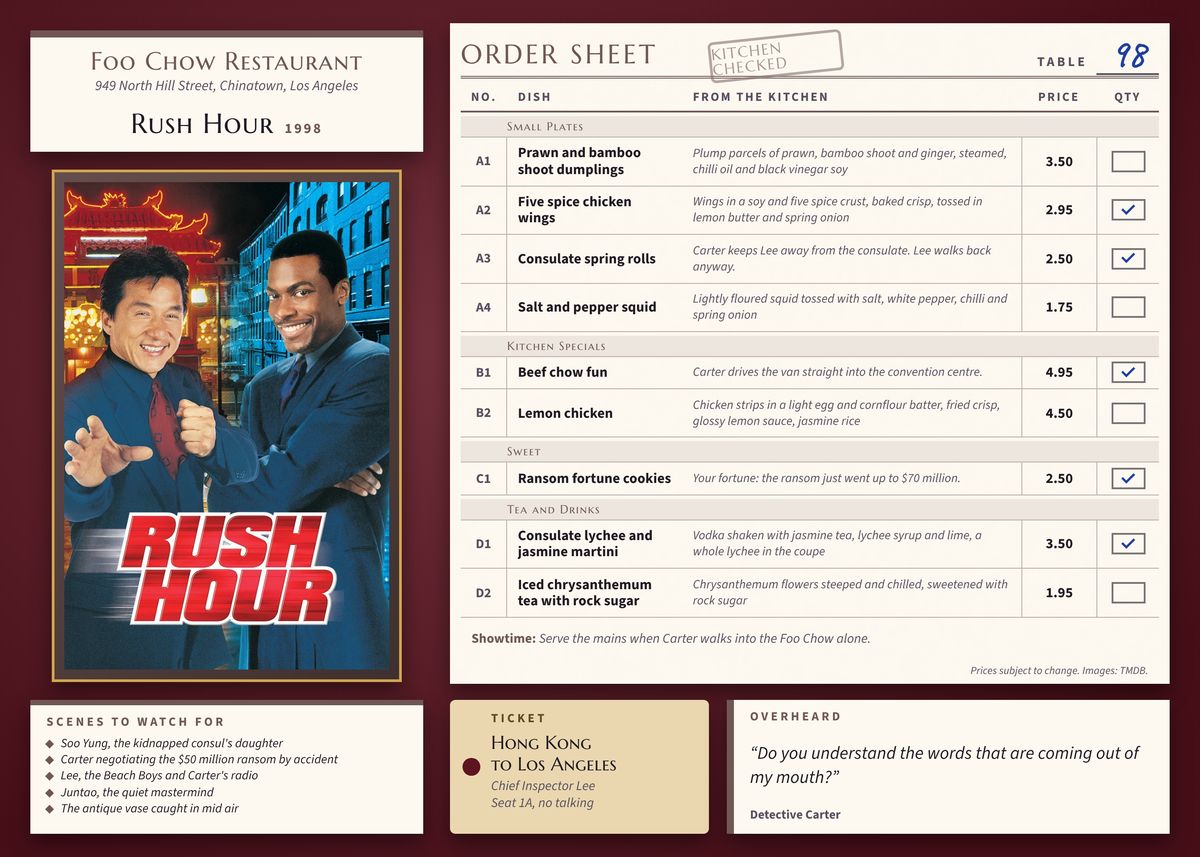 Foo Chow Restaurant
949 North Hill Street, Chinatown, Los Angeles
Rush Hour 1998
RUSH
HOUR
SCENES TO WATCH FOR
Soo Yung, the kidnapped consul's daughter
Carter negotiating the $50 million ransom by accident
Lee, the Beach Boys and Carter's radio
Juntao, the quiet mastermind
The antique vase caught in mid air
ORDER SHEET
KITCHEN
CHECKED
TABLE 98
NO. DISH FROM THE KITCHEN PRICE QTY
Small Plates
A1 Prawn and bamboo shoot dumplings Plump parcels of prawn, bamboo shoot and ginger, steamed, chilli oil and black vinegar soy 3.50
A2 Five spice chicken wings Wings in a soy and five spice crust, baked crisp, tossed in lemon butter and spring onion 2.95
A3 Consulate spring rolls Carter keeps Lee away from the consulate. Lee walks back anyway. 2.50
A4 Salt and pepper squid Lightly floured squid tossed with salt, white pepper, chilli and spring onion 1.75
Kitchen Specials
B1 Beef chow fun Carter drives the van straight into the convention centre. 4.95
B2 Lemon chicken Chicken strips in a light egg and cornflour batter, fried crisp, glossy lemon sauce, jasmine rice 4.50
Sweet
C1 Ransom fortune cookies Your fortune: the ransom just went up to $70 million. 2.50
Tea and Drinks
D1 Consulate lychee and jasmine martini Vodka shaken with jasmine tea, lychee syrup and lime, a whole lychee in the coupe 3.50
D2 Iced chrysanthemum tea with rock sugar Chrysanthemum flowers steeped and chilled, sweetened with rock sugar 1.95
Showtime: Serve the mains when Carter walks into the Foo Chow alone.
Prices subject to change. Images: TMDB.
TICKET
Hong Kong
to Los Angeles
Chief Inspector Lee
Seat 1A, no talking
OVERHEARD
“Do you understand the words that are coming out of
my mouth?”
Detective Carter